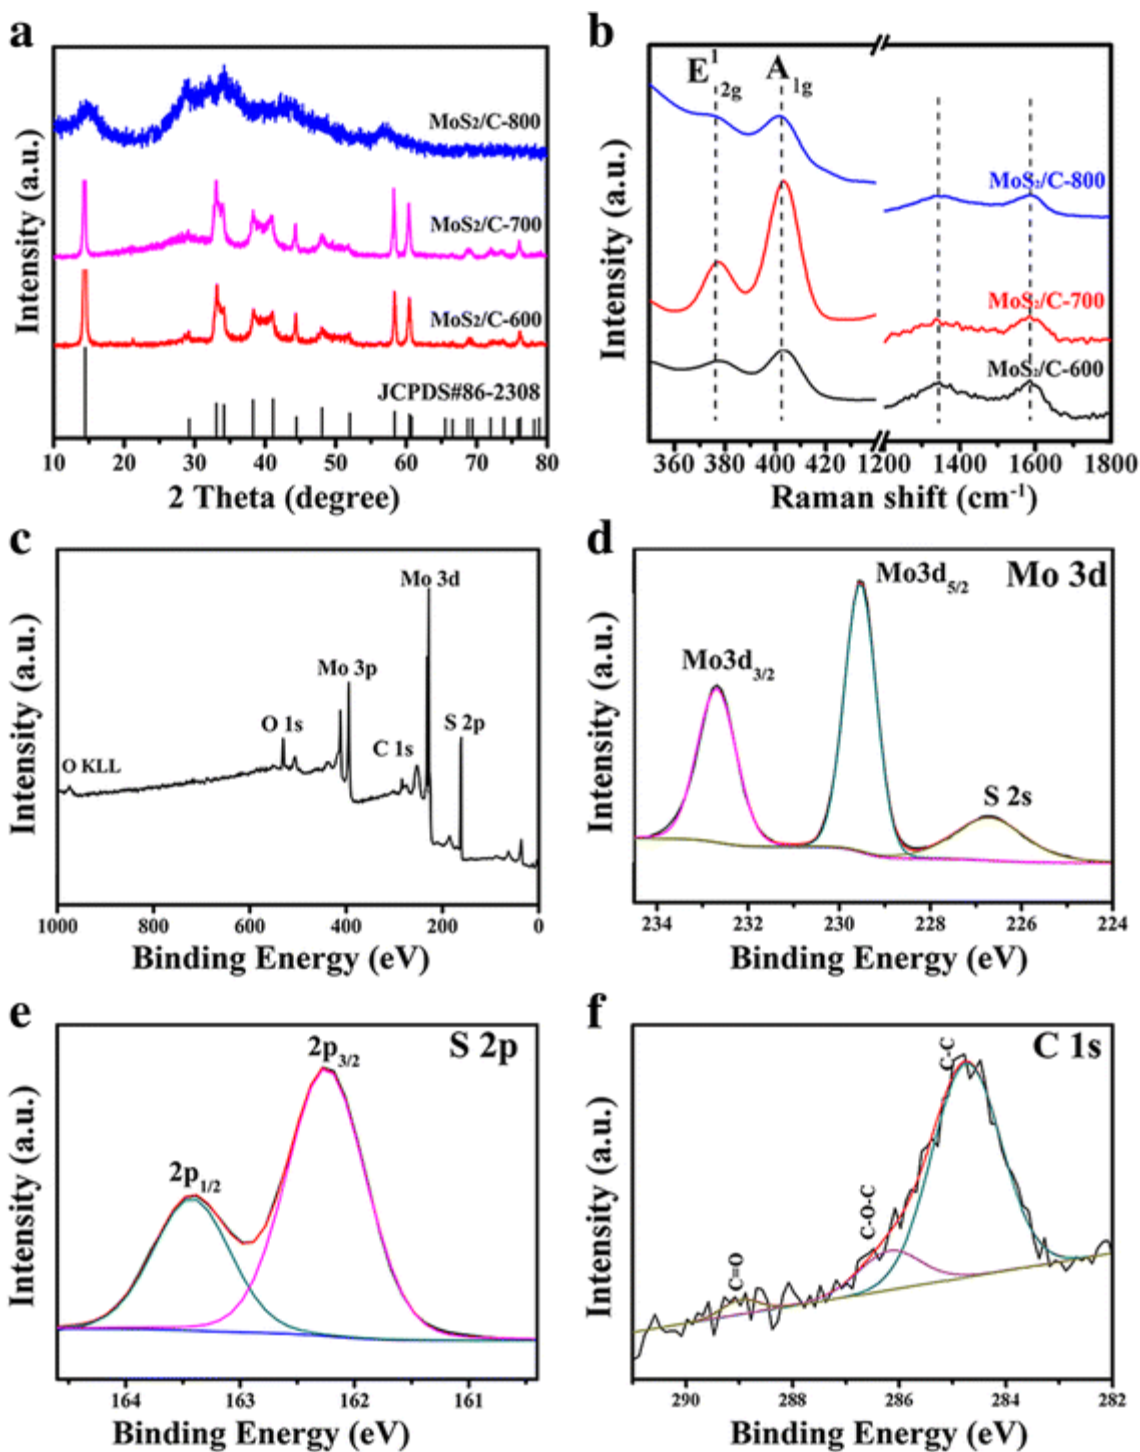 a
MoS2/C-800
MoS2/C-700
MoS2/C-600
JCPDS#86-2308
Intensity (a.u.)
10 20 30 40 50 60 70 80
2 Theta (degree)
b
E¹2g A1g
MoS2/C-800
MoS2/C-700
MoS2/C-600
Intensity (a.u.)
360 380 400 420 1200 1400 1600 1800
Raman shift (cm-1)
c
Mo 3d
Mo 3p
S 2p
O 1s
C 1s
O KLL
Intensity (a.u.)
1000 800 600 400 200 0
Binding Energy (eV)
d
Mo3d5/2 Mo 3d
Mo3d3/2
S 2s
Intensity (a.u.)
234 232 230 228 226 224
Binding Energy (eV)
e
S 2p
2p3/2
2p1/2
Intensity (a.u.)
164 163 162 161
Binding Energy (eV)
f
C 1s
C-C
C-O-C
C=O
Intensity (a.u.)
290 288 286 284 282
Binding Energy (eV)